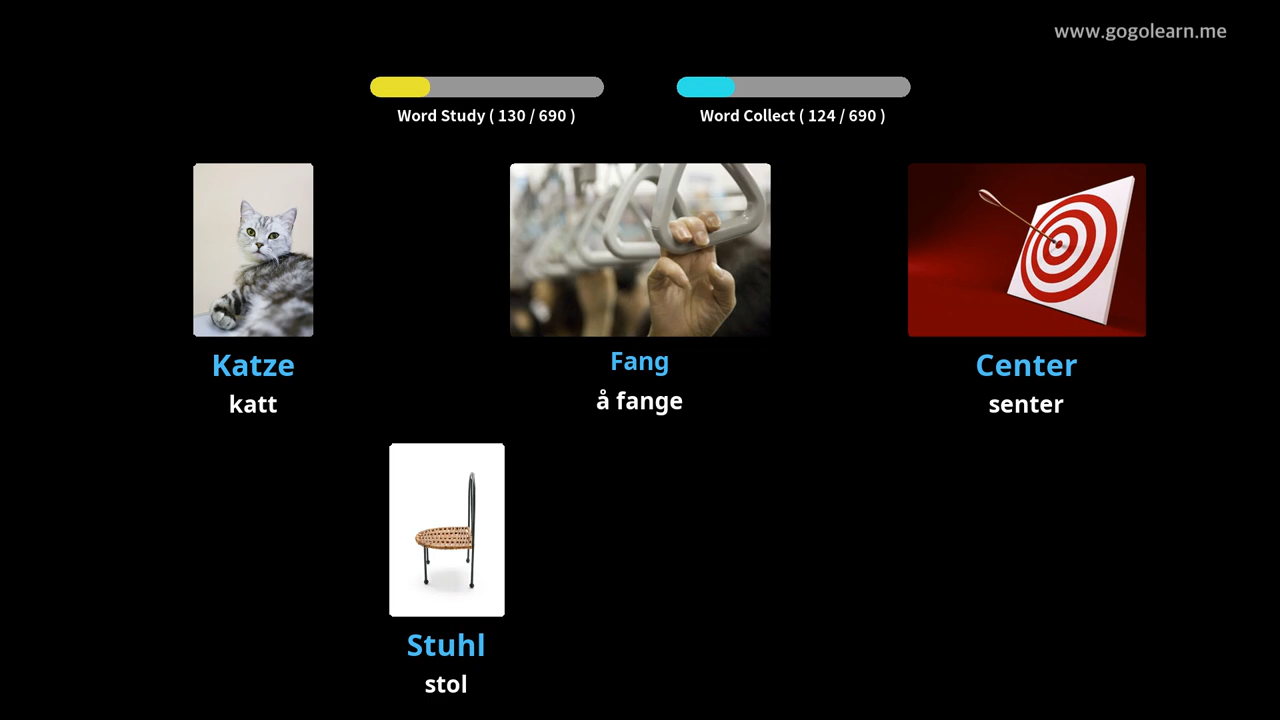 www.gogolearn.me
Word Study ( 130 / 690 )
Word Collect ( 124 / 690 )
Katze
katt
Fang
å fange
Center
senter
Stuhl
stol